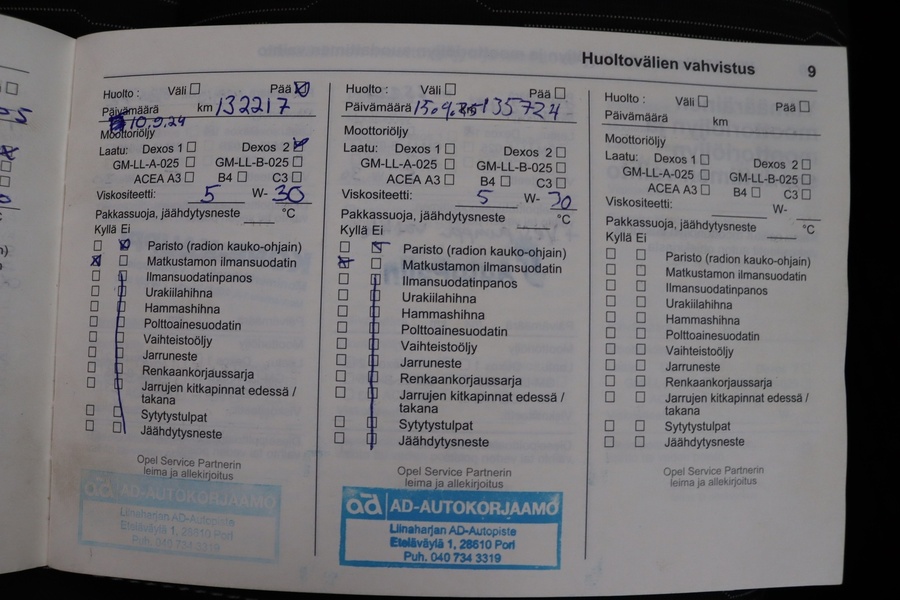 Huoltovälien vahvistus 9
Huolto : Väli Pää
Päivämäärä km 132217
10.9.24
Moottoriöljy
Laatu: Dexos 1 Dexos 2
GM-LL-A-025 GM-LL-B-025
ACEA A3 B4 C3
Viskositeetti: 5 W- 30
Pakkassuoja, jäähdytysneste °C
Kyllä Ei
Paristo (radion kauko-ohjain)
Matkustamon ilmansuodatin
Ilmansuodatinpanos
Urakiilahihna
Hammashihna
Polttoainesuodatin
Vaihteistoöljy
Jarruneste
Renkaankorjaussarja
Jarrujen kitkapinnat edessä /
takana
Sytytystulpat
Jäähdytysneste
Opel Service Partnerin
leima ja allekirjoitus
ad AD-AUTOKORJAAMO
Liinaharjan AD-Autopiste
Eteläväylä 1, 28610 Pori
Puh. 040 734 3319
Huolto : Väli Pää
Päivämäärä 15.9. 135724
Moottoriöljy
Laatu: Dexos 1 Dexos 2
GM-LL-A-025 GM-LL-B-025
ACEA A3 B4 C3
Viskositeetti: 5 W- 30
Pakkassuoja, jäähdytysneste °C
Kyllä Ei
Paristo (radion kauko-ohjain)
Matkustamon ilmansuodatin
Ilmansuodatinpanos
Urakiilahihna
Hammashihna
Polttoainesuodatin
Vaihteistoöljy
Jarruneste
Renkaankorjaussarja
Jarrujen kitkapinnat edessä /
takana
Sytytystulpat
Jäähdytysneste
Opel Service Partnerin
leima ja allekirjoitus
ad AD-AUTOKORJAAMO
Liinaharjan AD-Autopiste
Eteläväylä 1, 28610 Pori
Puh. 040 734 3319
Huolto : Väli Pää
Päivämäärä km
Moottoriöljy
Laatu: Dexos 1 Dexos 2
GM-LL-A-025 GM-LL-B-025
ACEA A3 B4 C3
Viskositeetti: W-
Pakkassuoja, jäähdytysneste °C
Kyllä Ei
Paristo (radion kauko-ohjain)
Matkustamon ilmansuodatin
Ilmansuodatinpanos
Urakiilahihna
Hammashihna
Polttoainesuodatin
Vaihteistoöljy
Jarruneste
Renkaankorjaussarja
Jarrujen kitkapinnat edessä /
takana
Sytytystulpat
Jäähdytysneste
Opel Service Partnerin
leima ja allekirjoitus